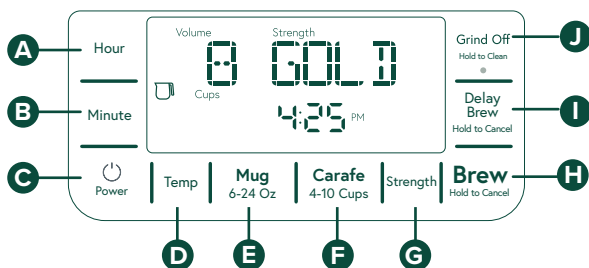 A
Hour
B
Minute
C
Power
Volume
Strength
8 GOLD
Cups
4:25 PM
J
Grind Off
Hold to Clean
I
Delay
Brew
Hold to Cancel
Temp
Mug
6-24 Oz
Carafe
4-10 Cups
Strength
Brew
Hold to Cancel
H
D
E
F
G